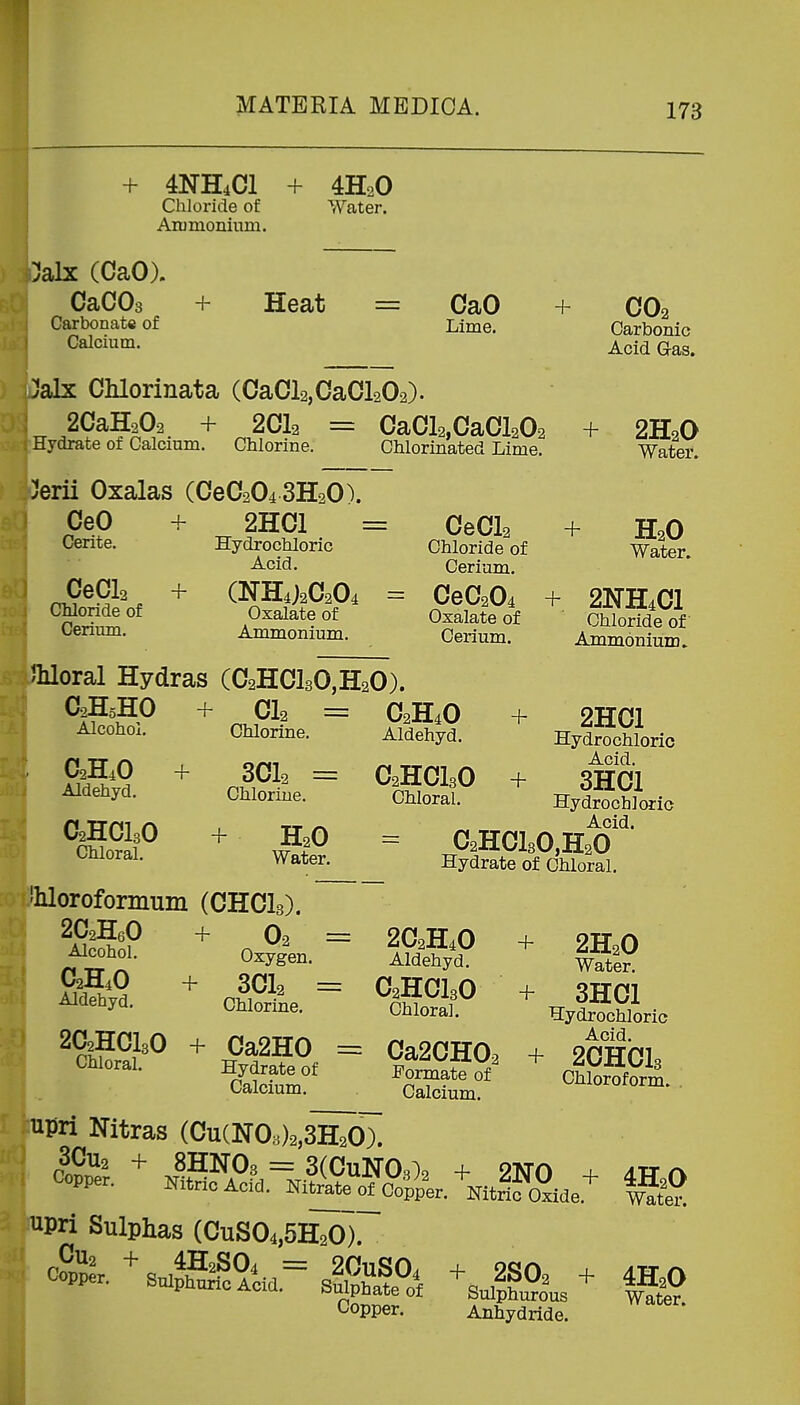 MATERIA MEDICA. 173
+ 4NH₄Cl + 4H₂O
Chloride of Water.
Ammonium.
Calx (CaO).
CaCO₃ + Heat = CaO + CO₂
Carbonate of Lime. Carbonic
Calcium. Acid Gas.
Calx Chlorinata (CaCl₂,CaCl₂O₂).
2CaH₂O₂ + 2Cl₂ = CaCl₂,CaCl₂O₂ + 2H₂O
Hydrate of Calcium. Chlorine. Chlorinated Lime. Water.
Cerii Oxalas (CeC₂O₄.3H₂O).
CeO + 2HCl = CeCl₂ + H₂O
Cerite. Hydrochloric Chloride of Water.
Acid. Cerium.
CeCl₂ + (NH₄)₂C₂O₄ = CeC₂O₄ + 2NH₄Cl
Chloride of Oxalate of Oxalate of Chloride of
Cerium. Ammonium. Cerium. Ammonium.
hloral Hydras (C₂HCl₃O,H₂O).
C₂H₅HO + Cl₂ = C₂H₄O + 2HCl
Alcohol. Chlorine. Aldehyd. Hydrochloric
Acid.
C₂H₄O + 3Cl₂ = C₂HCl₃O + 3HCl
Aldehyd. Chlorine. Chloral. Hydrochloric
Acid.
C₂HCl₃O + H₂O = C₂HCl₃O,H₂O
Chloral. Water. Hydrate of Chloral.
hloroformum (CHCl₃).
2C₂H₆O + O₂ = 2C₂H₄O + 2H₂O
Alcohol. Oxygen. Aldehyd. Water.
C₂H₄O + 3Cl₂ = C₂HCl₃O + 3HCl
Aldehyd. Chlorine. Chloral. Hydrochloric
Acid.
2C₂HCl₃O + Ca2HO = Ca2CHO₂ + 2CHCl₃
Chloral. Hydrate of Formate of Chloroform.
Calcium. Calcium.
upri Nitras (Cu(NO₃)₂,3H₂O).
3Cu₂ + 8HNO₃ = 3(CuNO₃)₂ + 2NO + 4H₂O
Copper. Nitric Acid. Nitrate of Copper. Nitric Oxide. Water.
upri Sulphas (CuSO₄,5H₂O).
Cu₂ + 4H₂SO₄ = 2CuSO₄ + 2SO₂ + 4H₂O
Copper. Sulphuric Acid. Sulphate of Sulphurous Water.
Copper. Anhydride.